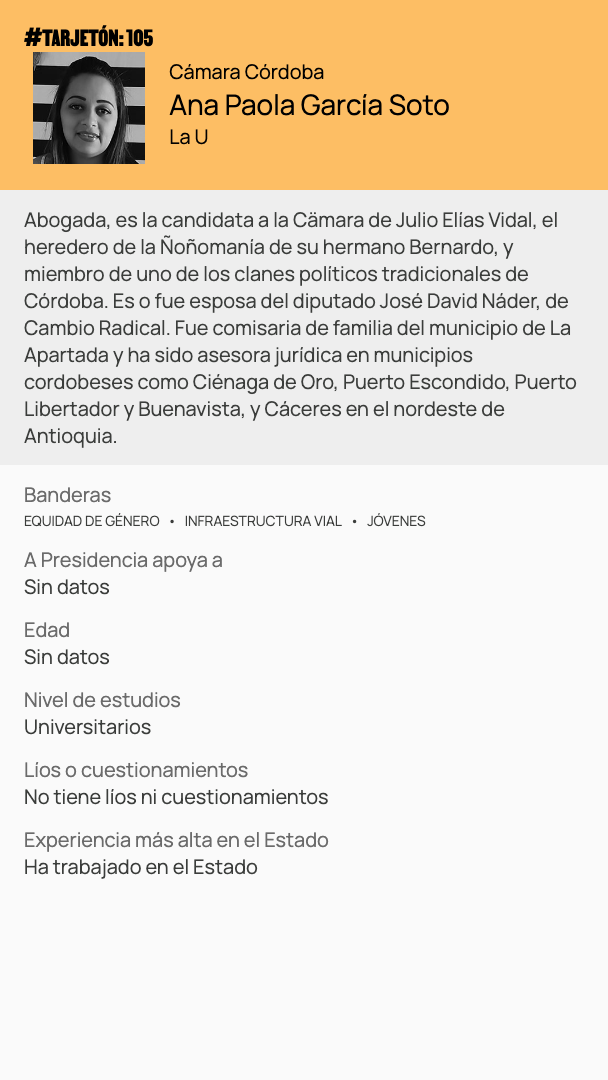 #TARJETÓN: 105
Cámara Córdoba
Ana Paola García Soto
La U
Abogada, es la candidata a la Cämara de Julio Elías Vidal, el
heredero de la Ñoñomanía de su hermano Bernardo, y
miembro de uno de los clanes políticos tradicionales de
Córdoba. Es o fue esposa del diputado José David Náder, de
Cambio Radical. Fue comisaria de familia del municipio de La
Apartada y ha sido asesora jurídica en municipios
cordobeses como Ciénaga de Oro, Puerto Escondido, Puerto
Libertador y Buenavista, y Cáceres en el nordeste de
Antioquia.
Banderas
EQUIDAD DE GÉNERO • INFRAESTRUCTURA VIAL • JÓVENES
A Presidencia apoya a
Sin datos
Edad
Sin datos
Nivel de estudios
Universitarios
Líos o cuestionamientos
No tiene líos ni cuestionamientos
Experiencia más alta en el Estado
Ha trabajado en el Estado